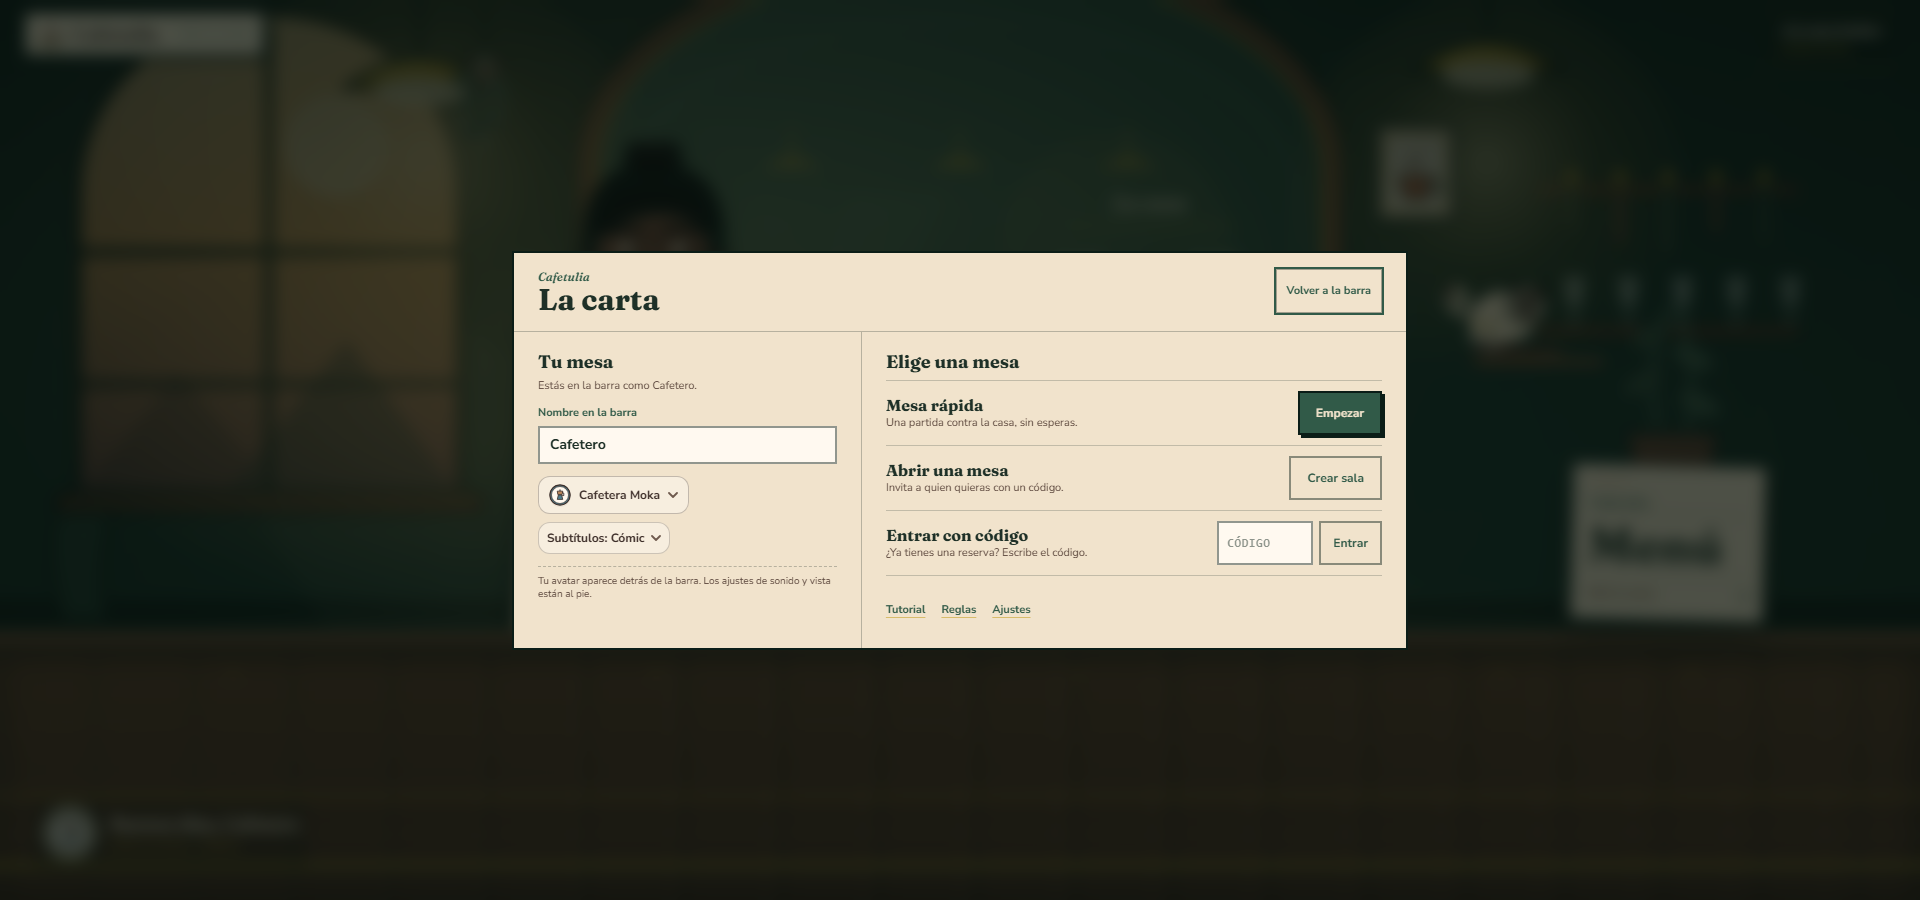 Cafetulia
La carta
Volver a la barra
Tu mesa
Estás en la barra como Cafetero.
Nombre en la barra
Cafetero
Cafetera Moka
Subtítulos: Cómic
Tu avatar aparece detrás de la barra. Los ajustes de sonido y vista
están al pie.
Elige una mesa
Mesa rápida
Una partida contra la casa, sin esperas.
Empezar
Abrir una mesa
Invita a quien quieras con un código.
Crear sala
Entrar con código
¿Ya tienes una reserva? Escribe el código.
CÓDIGO
Entrar
Tutorial Reglas Ajustes
Menú